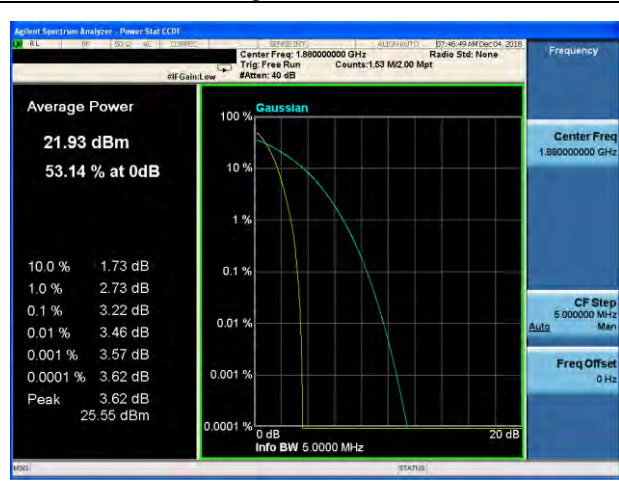 Agilent Spectrum Analyzer - Power Stat CCDF
RL RF 50 Ω AC CORREC SENSE:INT ALIGNAUTO 07:46:49 AM Dec 04, 2018
Center Freq: 1.880000000 GHz Radio Std: None
Trig: Free Run Counts:1.53 M/2.00 Mpt
#IFGain:Low #Atten: 40 dB
Frequency
Average Power
21.93 dBm
53.14 % at 0dB
10.0 % 1.73 dB
1.0 % 2.73 dB
0.1 % 3.22 dB
0.01 % 3.46 dB
0.001 % 3.57 dB
0.0001 % 3.62 dB
Peak 3.62 dB
25.55 dBm
Gaussian
100 %
10 %
1 %
0.1 %
0.01 %
0.001 %
0.0001 %
0 dB 20 dB
Info BW 5.0000 MHz
Center Freq
1.880000000 GHz
CF Step
5.000000 MHz
Auto Man
Freq Offset
0 Hz
MSG STATUS